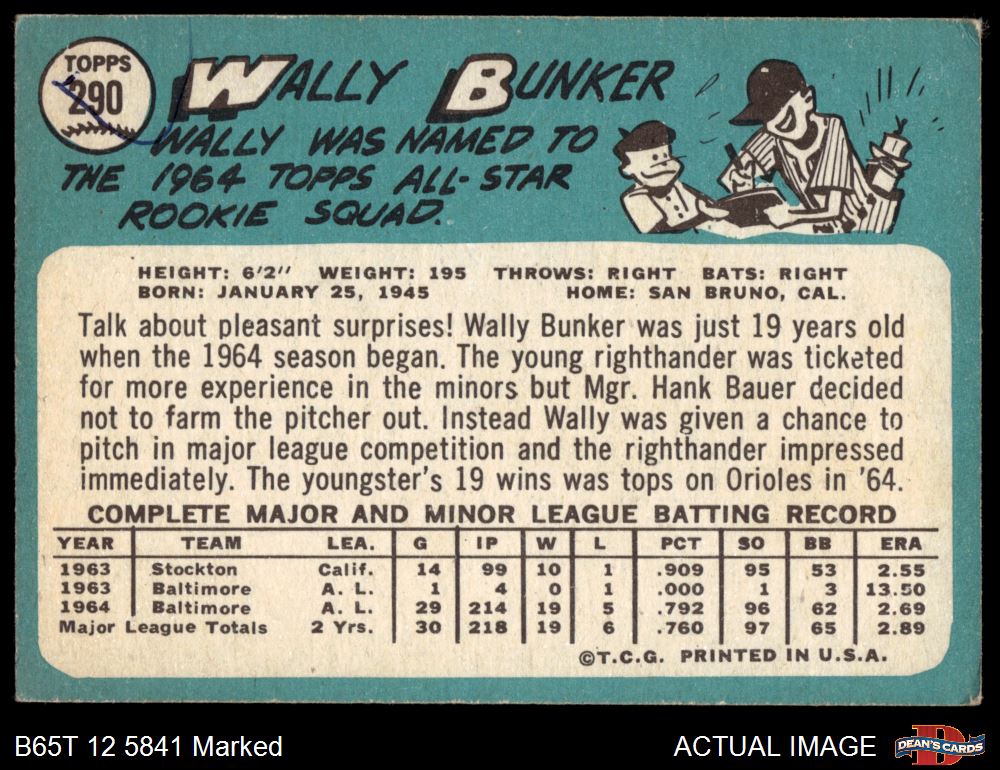 TOPPS
290
WALLY BUNKER
WALLY WAS NAMED TO
THE 1964 TOPPS ALL-STAR
ROOKIE SQUAD.
HEIGHT: 6'2" WEIGHT: 195 THROWS: RIGHT BATS: RIGHT
BORN: JANUARY 25, 1945 HOME: SAN BRUNO, CAL.
Talk about pleasant surprises! Wally Bunker was just 19 years old
when the 1964 season began. The young righthander was ticketed
for more experience in the minors but Mgr. Hank Bauer decided
not to farm the pitcher out. Instead Wally was given a chance to
pitch in major league competition and the righthander impressed
immediately. The youngster's 19 wins was tops on Orioles in '64.
COMPLETE MAJOR AND MINOR LEAGUE BATTING RECORD
YEAR TEAM LEA. G IP W L PCT SO BB ERA
1963 Stockton Calif. 14 99 10 1 .909 95 53 2.55
1963 Baltimore A. L. 1 4 0 1 .000 1 3 13.50
1964 Baltimore A. L. 29 214 19 5 .792 96 62 2.69
Major League Totals 2 Yrs. 30 218 19 6 .760 97 65 2.89
©T.C.G. PRINTED IN U.S.A.
B65T 12 5841 Marked
ACTUAL IMAGE
DEAN'S CARDS